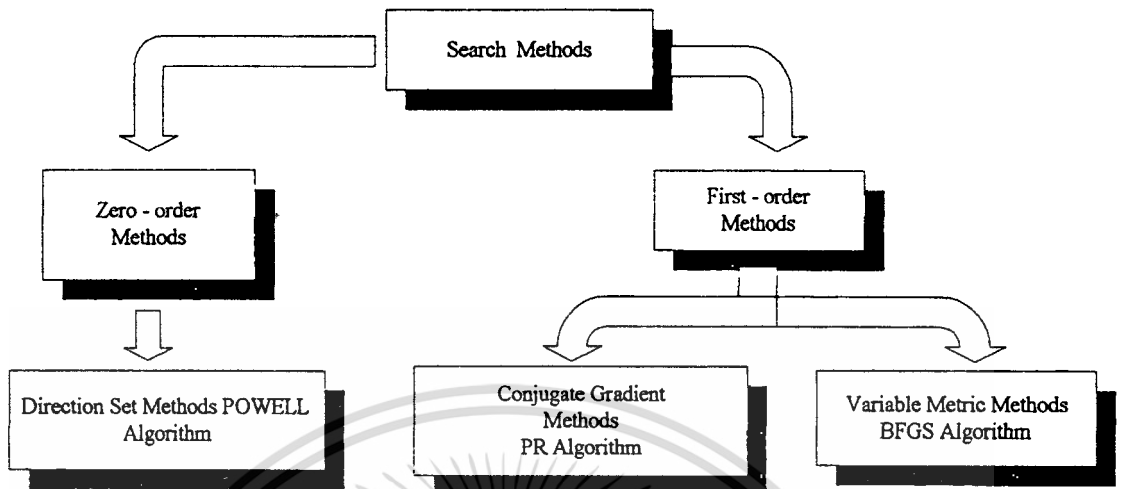 Search Methods
Zero - order
Methods
First - order
Methods
Direction Set Methods POWELL
Algorithm
Conjugate Gradient
Methods
PR Algorithm
Variable Metric Methods
BFGS Algorithm